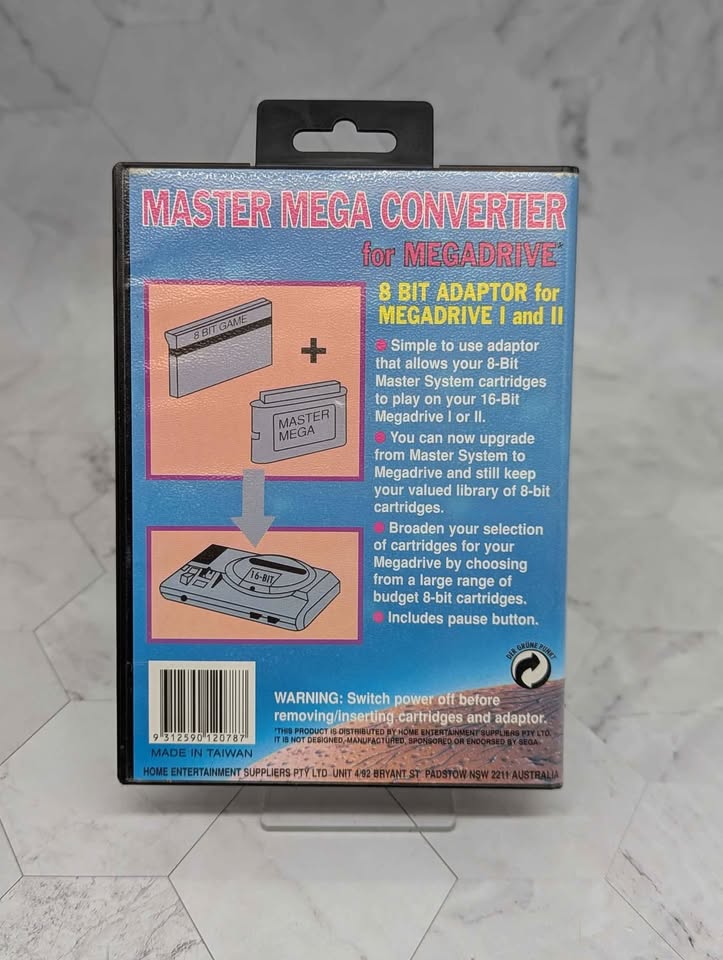 MASTER MEGA CONVERTER
for MEGADRIVE*
8 BIT ADAPTOR for
MEGADRIVE I and II
8 BIT GAME
+
MASTER
MEGA
16-BIT
Simple to use adaptor
that allows your 8-Bit
Master System cartridges
to play on your 16-Bit
Megadrive I or II.
You can now upgrade
from Master System to
Megadrive and still keep
your valued library of 8-bit
cartridges.
Broaden your selection
of cartridges for your
Megadrive by choosing
from a large range of
budget 8-bit cartridges.
Includes pause button.
DER GRÜNE PUNKT
WARNING: Switch power off before
removing/inserting cartridges and adaptor.
*THIS PRODUCT IS DISTRIBUTED BY HOME ENTERTAINMENT SUPPLIERS PTY LTD.
IT IS NOT DESIGNED, MANUFACTURED, SPONSORED OR ENDORSED BY SEGA
9 312590 120787
MADE IN TAIWAN
HOME ENTERTAINMENT SUPPLIERS PTY LTD UNIT 4/92 BRYANT ST PADSTOW NSW 2211 AUSTRALIA